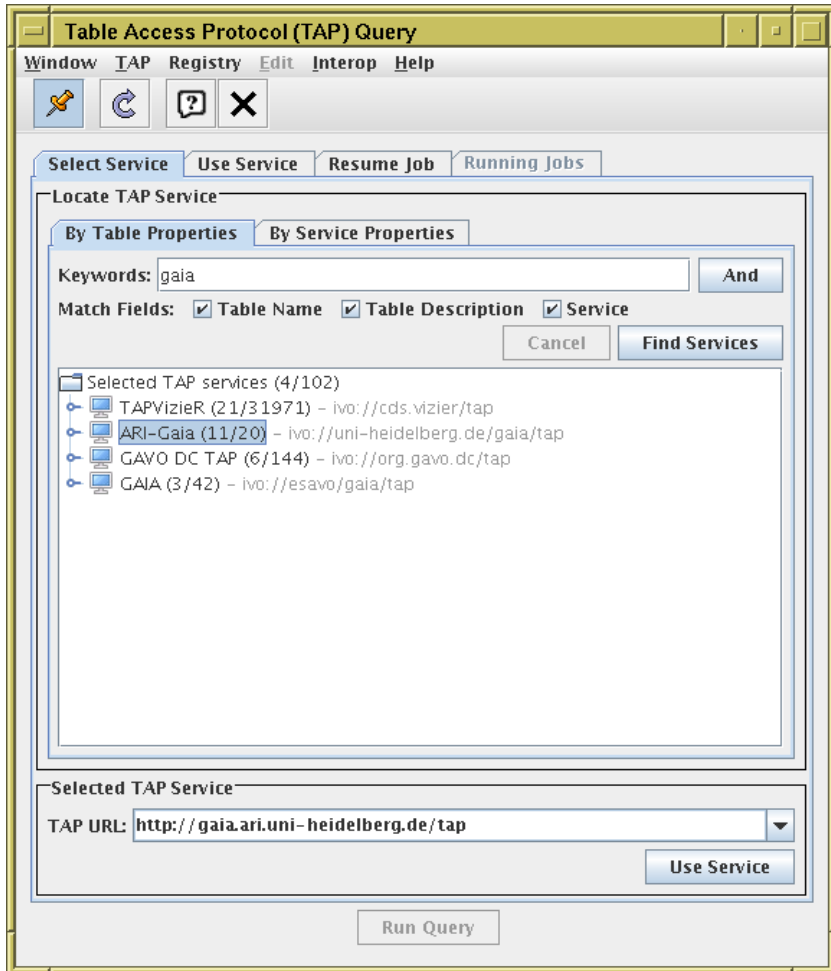 Table Access Protocol (TAP) Query
Window TAP Registry Edit Interop Help
Select Service Use Service Resume Job Running Jobs
Locate TAP Service
By Table Properties By Service Properties
Keywords: gaia And
Match Fields: Table Name Table Description Service
Cancel Find Services
Selected TAP services (4/102)
TAPVizieR (21/31971) – ivo://cds.vizier/tap
ARI-Gaia (11/20) – ivo://uni-heidelberg.de/gaia/tap
GAVO DC TAP (6/144) – ivo://org.gavo.dc/tap
GAIA (3/42) – ivo://esavo/gaia/tap
Selected TAP Service
TAP URL: http://gaia.ari.uni-heidelberg.de/tap
Use Service
Run Query